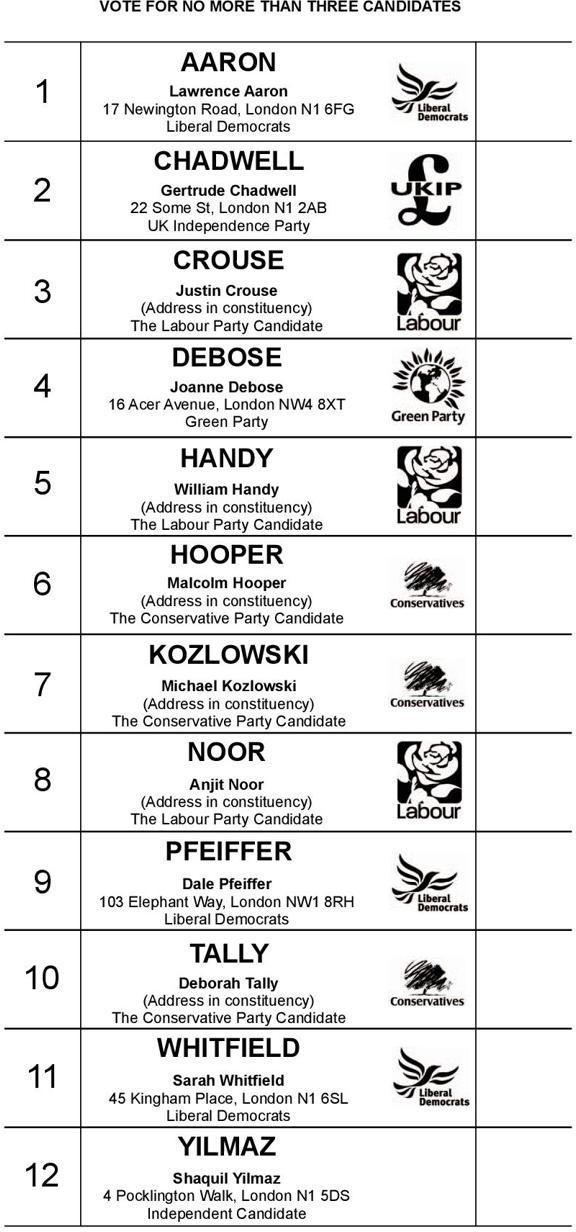 VOTE FOR NO MORE THAN THREE CANDIDATES
1
AARON
Lawrence Aaron
17 Newington Road, London N1 6FG
Liberal Democrats
Liberal
Democrats
2
CHADWELL
Gertrude Chadwell
22 Some St, London N1 2AB
UK Independence Party
UKIP
£
3
CROUSE
Justin Crouse
(Address in constituency)
The Labour Party Candidate
Labour
4
DEBOSE
Joanne Debose
16 Acer Avenue, London NW4 8XT
Green Party
Green Party
5
HANDY
William Handy
(Address in constituency)
The Labour Party Candidate
Labour
6
HOOPER
Malcolm Hooper
(Address in constituency)
The Conservative Party Candidate
Conservatives
7
KOZLOWSKI
Michael Kozlowski
(Address in constituency)
The Conservative Party Candidate
Conservatives
8
NOOR
Anjit Noor
(Address in constituency)
The Labour Party Candidate
Labour
9
PFEIFFER
Dale Pfeiffer
103 Elephant Way, London NW1 8RH
Liberal Democrats
Liberal
Democrats
10
TALLY
Deborah Tally
(Address in constituency)
The Conservative Party Candidate
Conservatives
11
WHITFIELD
Sarah Whitfield
45 Kingham Place, London N1 6SL
Liberal Democrats
Liberal
Democrats
12
YILMAZ
Shaquil Yilmaz
4 Pocklington Walk, London N1 5DS
Independent Candidate